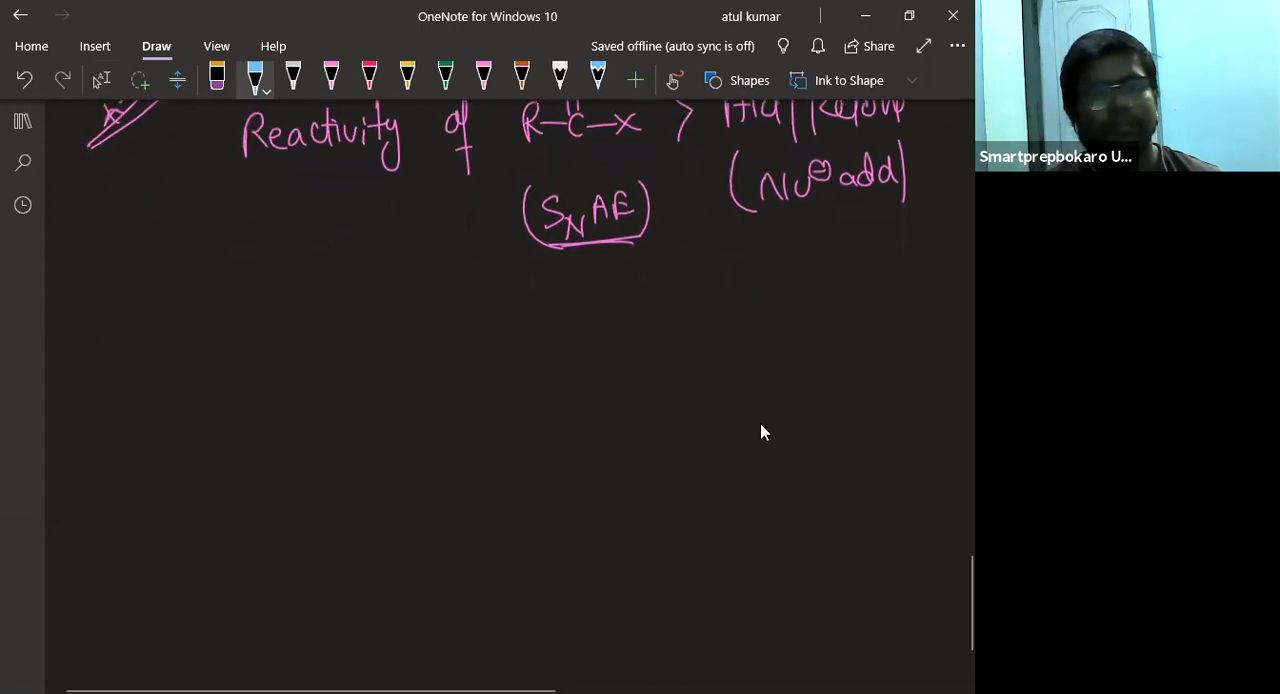 OneNote for Windows 10
atul kumar
Home Insert Draw View Help
Saved offline (auto sync is off)
Share
Shapes
Ink to Shape
Reactivity of R-C-X > Ald/Ketone
(SNAE)
(Nu⊖ add)
Smartprepbokaro U...